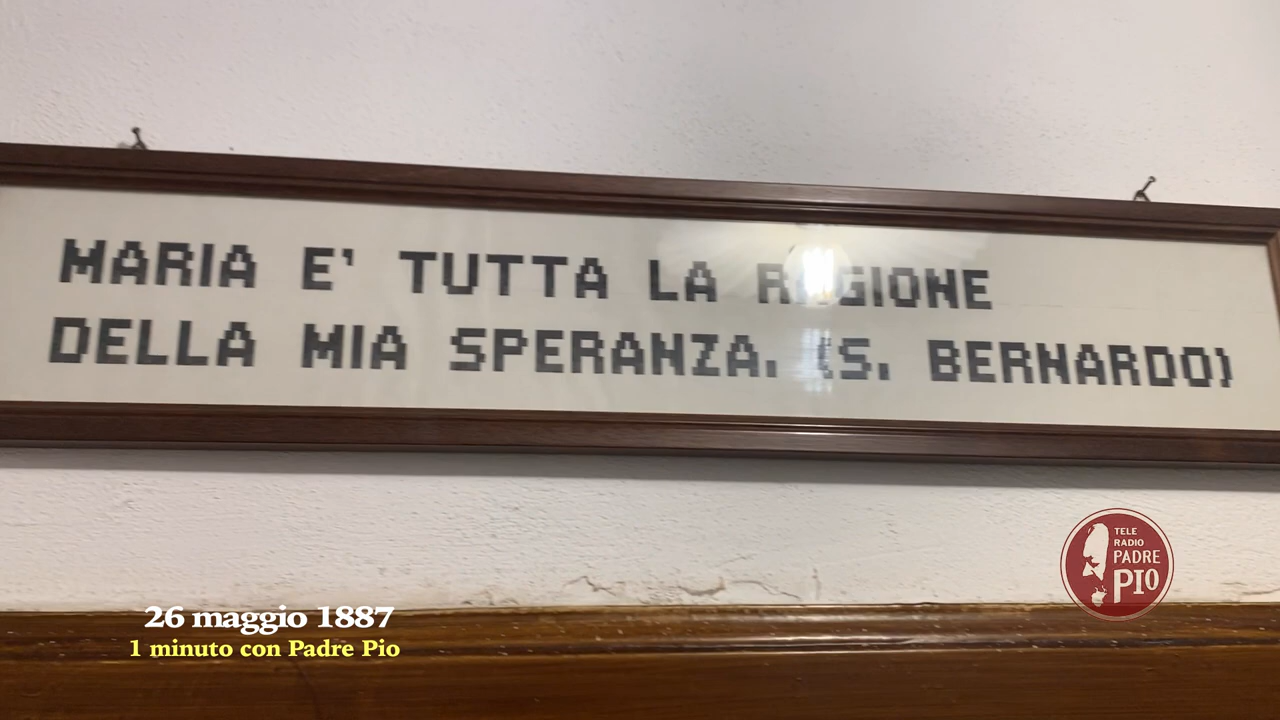 MARIA E' TUTTA LA RAGIONE
DELLA MIA SPERANZA. (S. BERNARDO)
TELE
RADIO
PADRE
PIO
26 maggio 1887
1 minuto con Padre Pio